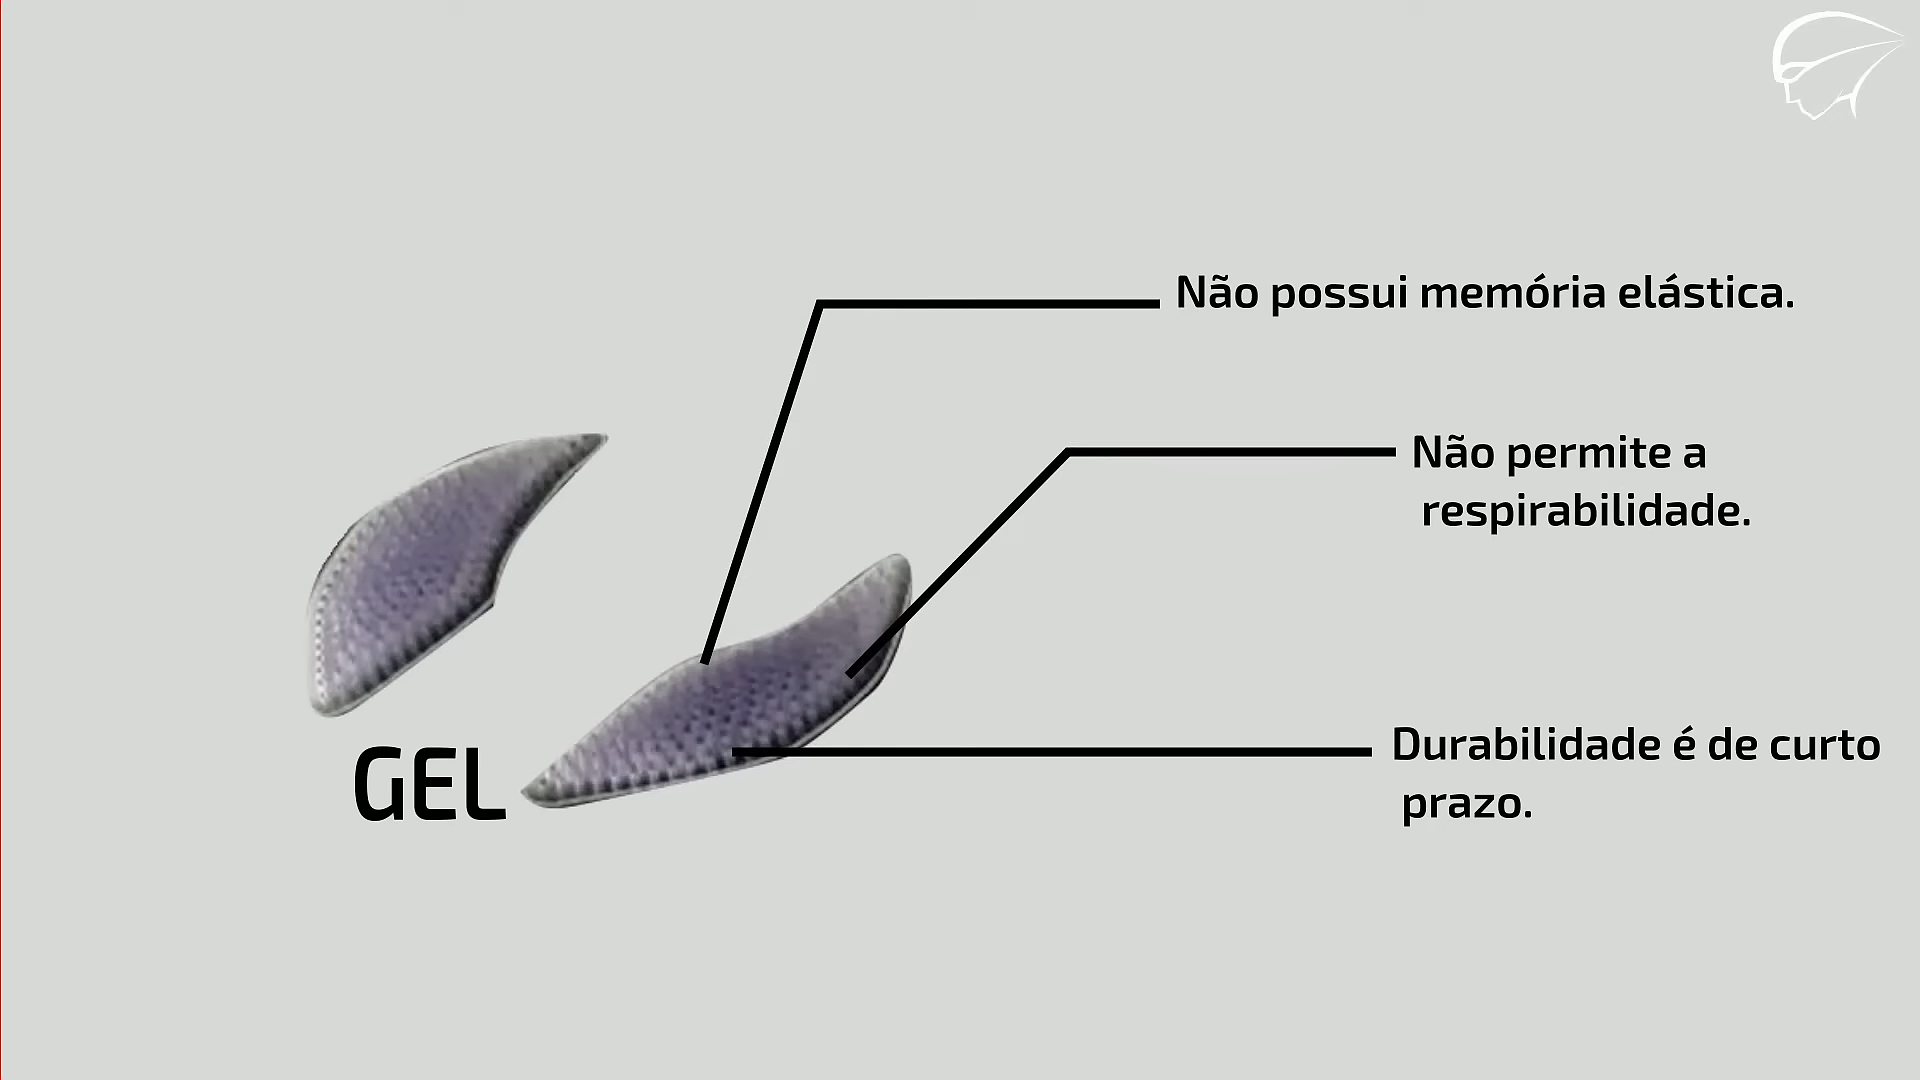 Não possui memória elástica.
Não permite a
respirabilidade.
Durabilidade é de curto
prazo.
GEL